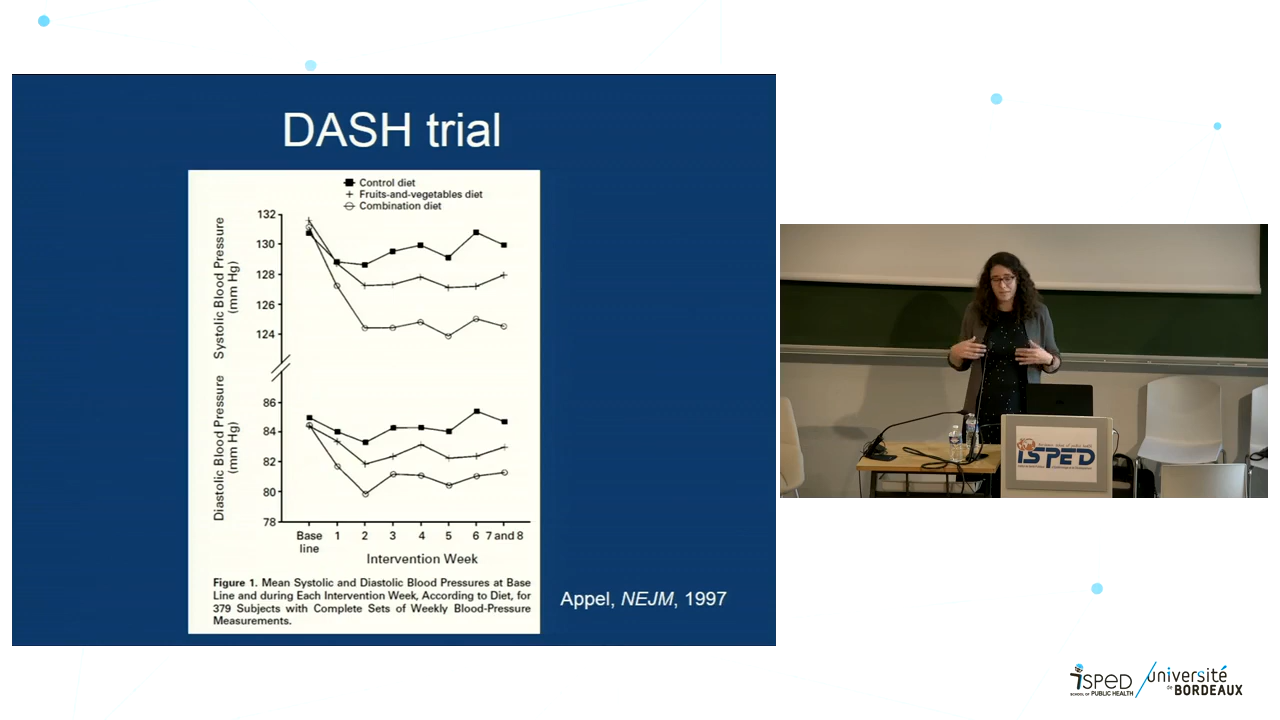 DASH trial
Control diet
Fruits-and-vegetables diet
Combination diet
Systolic Blood Pressure
(mm Hg)
132
130
128
126
124
Diastolic Blood Pressure
(mm Hg)
86
84
82
80
78
Base
line
1 2 3 4 5 6 7 and 8
Intervention Week
Figure 1. Mean Systolic and Diastolic Blood Pressures at Base
Line and during Each Intervention Week, According to Diet, for
379 Subjects with Complete Sets of Weekly Blood-Pressure
Measurements.
Appel, NEJM, 1997
ISPED
iSPED
SCHOOL OF PUBLIC HEALTH
université
de BORDEAUX